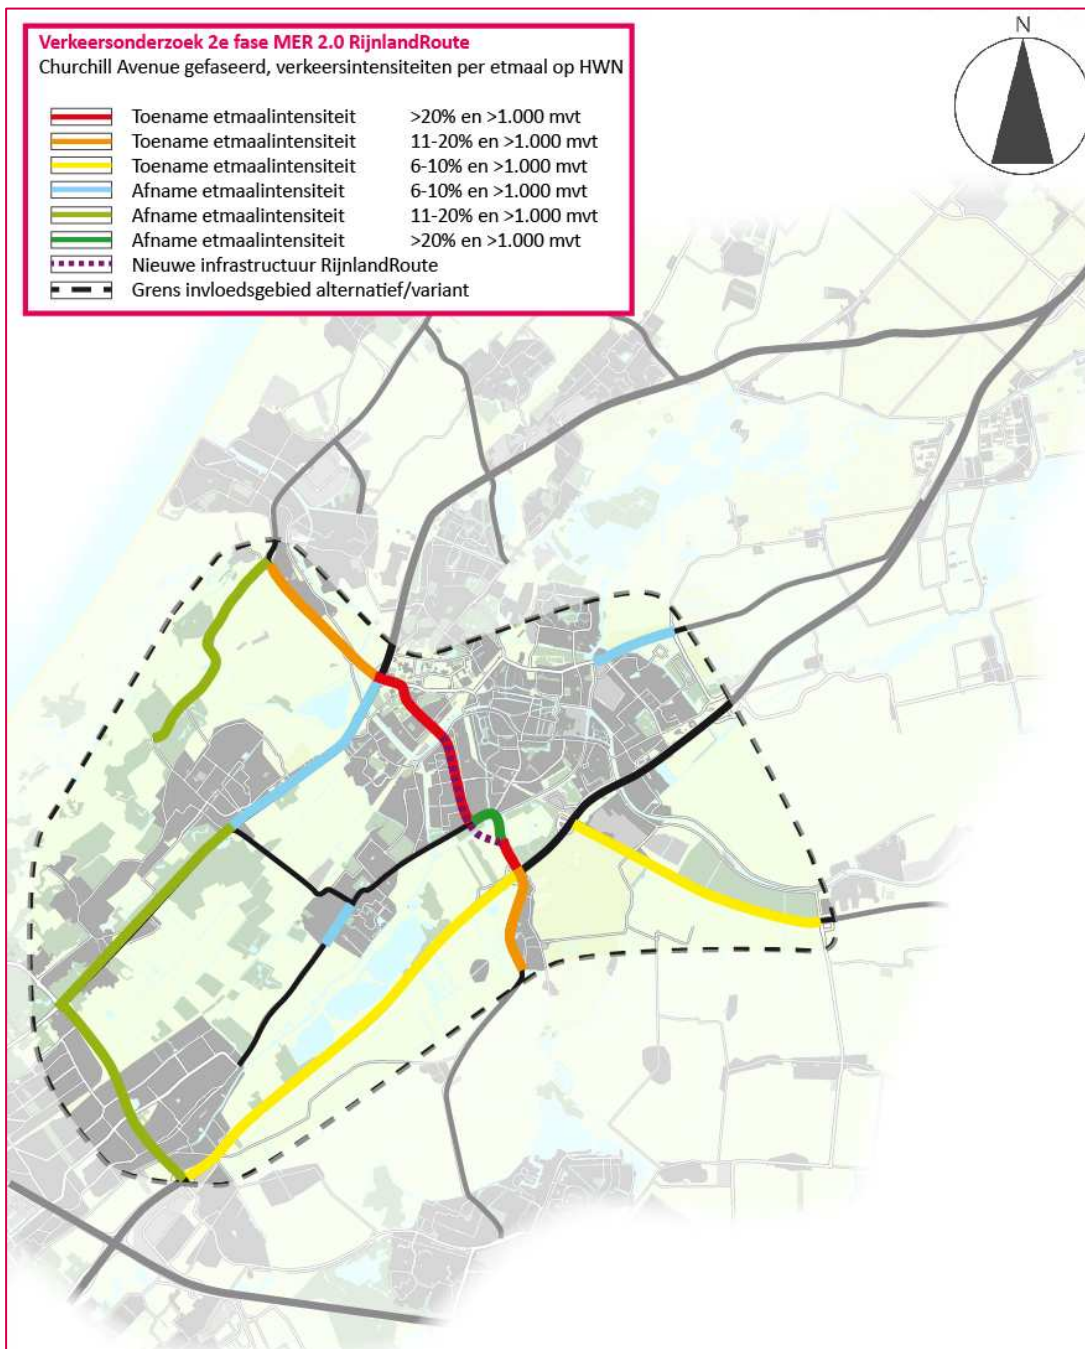 Verkeersonderzoek 2e fase MER 2.0 RijnlandRoute
Churchill Avenue gefaseerd, verkeersintensiteiten per etmaal op HWN
Toename etmaalintensiteit >20% en >1.000 mvt
Toename etmaalintensiteit 11-20% en >1.000 mvt
Toename etmaalintensiteit 6-10% en >1.000 mvt
Afname etmaalintensiteit 6-10% en >1.000 mvt
Afname etmaalintensiteit 11-20% en >1.000 mvt
Afname etmaalintensiteit >20% en >1.000 mvt
Nieuwe infrastructuur RijnlandRoute
Grens invloedsgebied alternatief/variant
N